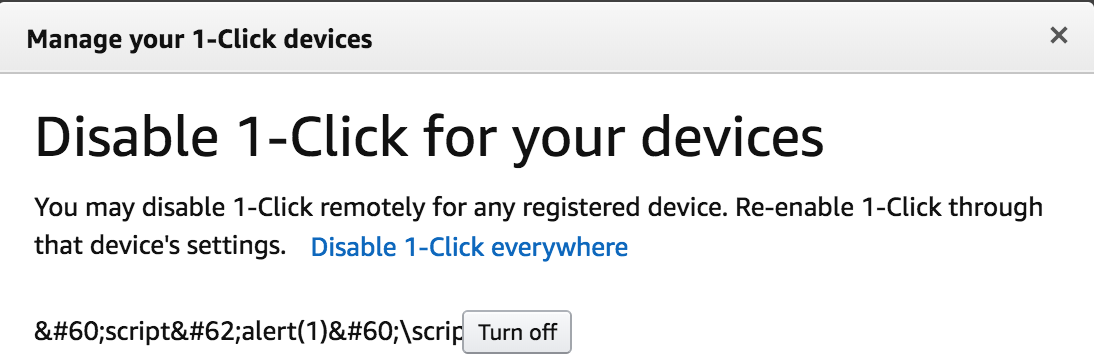 Manage your 1-Click devices
×
Disable 1-Click for your devices
You may disable 1-Click remotely for any registered device. Re-enable 1-Click through
that device's settings. Disable 1-Click everywhere
&#60;script&#62;alert(1)&#60;\scrip Turn off